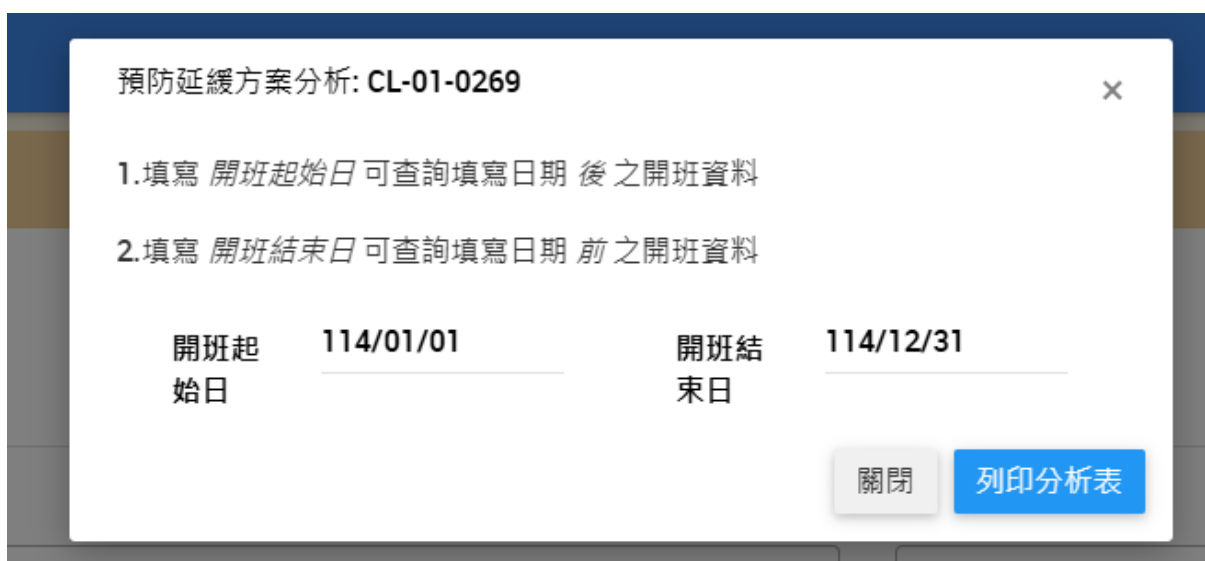 預防延緩方案分析: CL-01-0269
×
1.填寫 開班起始日 可查詢填寫日期 後 之開班資料
2.填寫 開班結束日 可查詢填寫日期 前 之開班資料
開班起
始日
114/01/01
開班結
束日
114/12/31
關閉
列印分析表